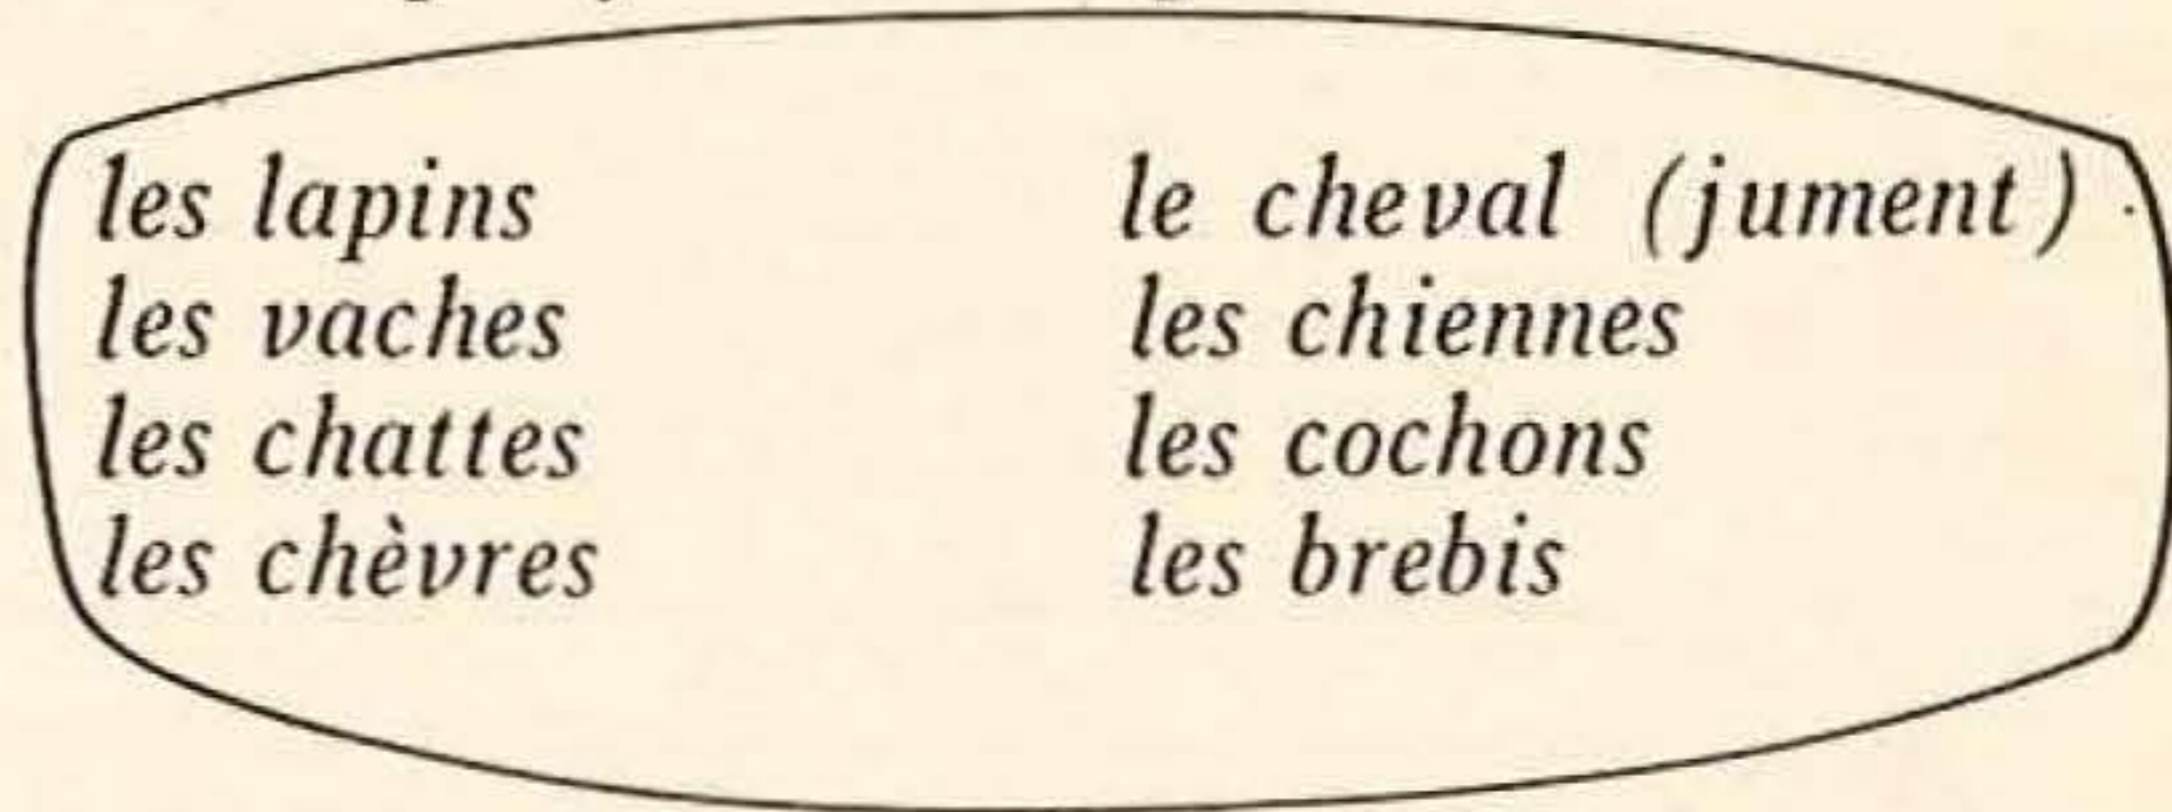 les lapins
les vaches
les chattes
les chèvres
le cheval (jument)
les chiennes
les cochons
les brebis